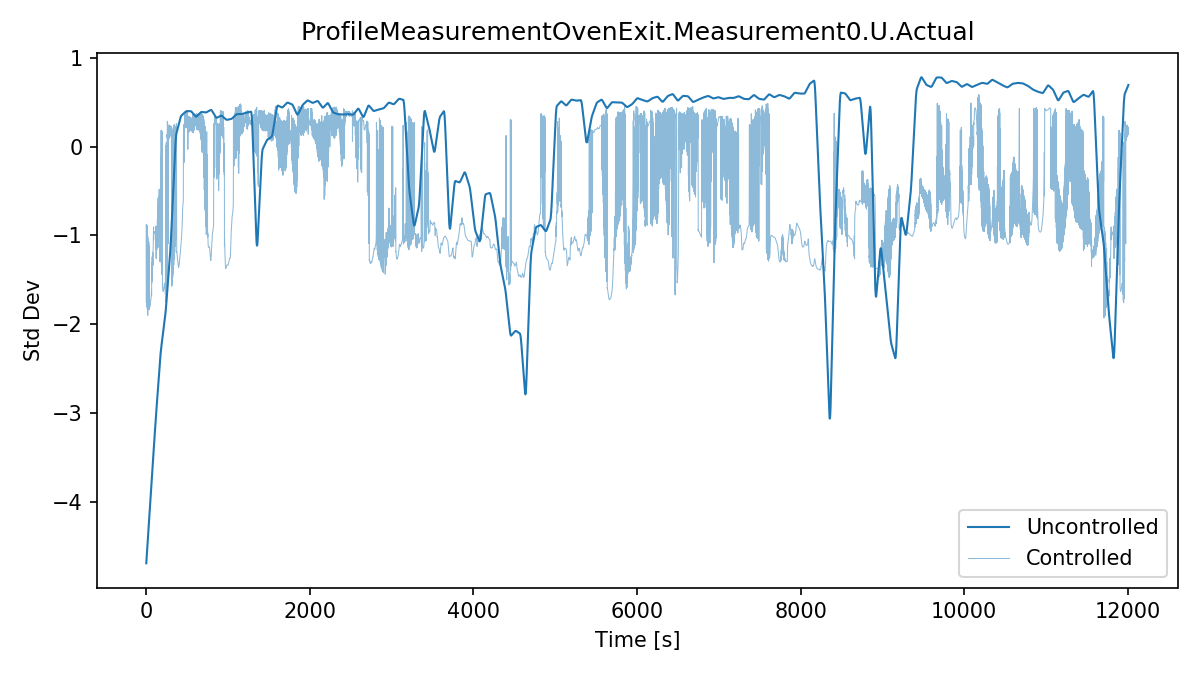 ProfileMeasurementOvenExit.Measurement0.U.Actual
1
0
−1
−2
−3
−4
Std Dev
Uncontrolled
Controlled
0 2000 4000 6000 8000 10000 12000
Time [s]